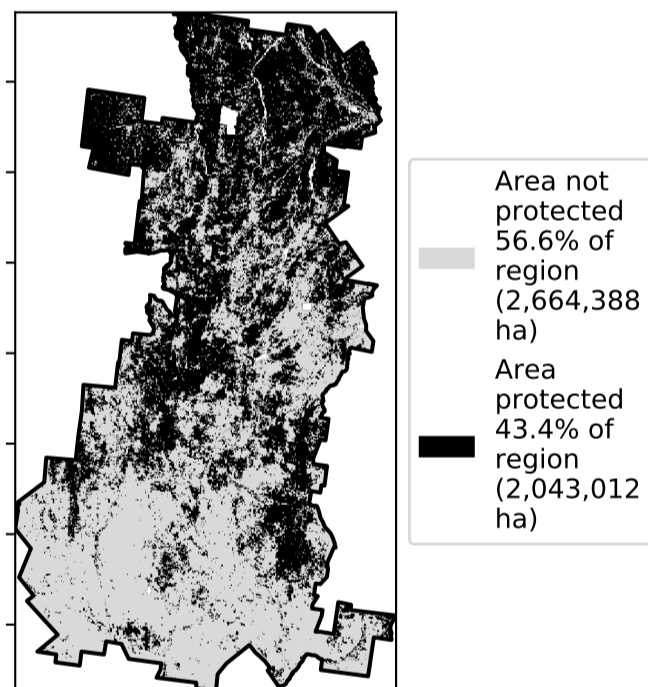 Area not
protected
56.6% of
region
(2,664,388
ha)
Area
protected
43.4% of
region
(2,043,012
ha)